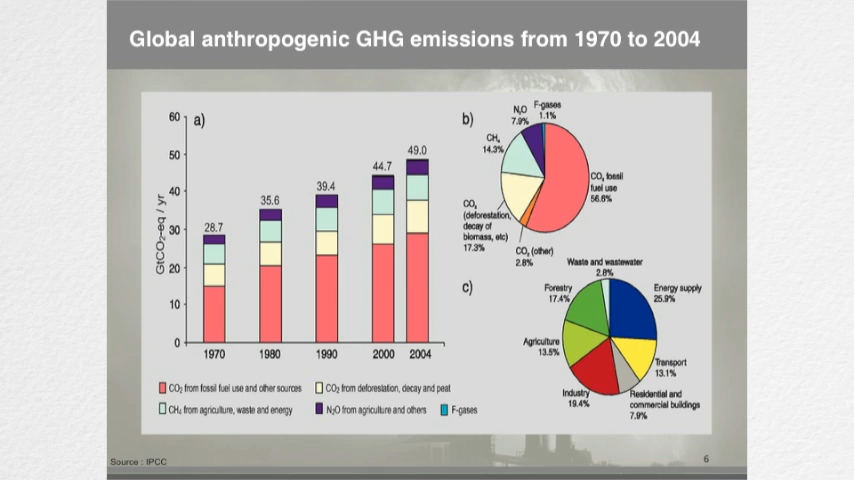 Global anthropogenic GHG emissions from 1970 to 2004
a)
GtCO₂-eq / yr
60
50
40
30
20
10
0
28.7
35.6
39.4
44.7
49.0
1970
1980
1990
2000
2004
b)
N₂O
7.9%
F-gases
1.1%
CH₄
14.3%
CO₂ fossil
fuel use
56.6%
CO₂
(deforestation,
decay of
biomass, etc)
17.3%
CO₂ (other)
2.8%
c)
Waste and wastewater
2.8%
Forestry
17.4%
Energy supply
25.9%
Agriculture
13.5%
Transport
13.1%
Industry
19.4%
Residential and
commercial buildings
7.9%
CO₂ from fossil fuel use and other sources
CO₂ from deforestation, decay and peat
CH₄ from agriculture, waste and energy
N₂O from agriculture and others
F-gases
Source : IPCC
6